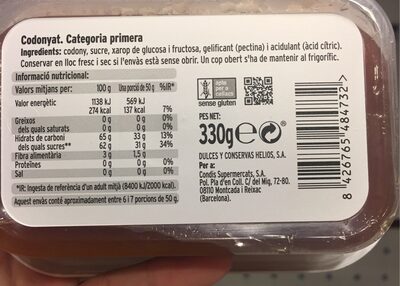 Codonyat. Categoria primera
Ingredients: codony, sucre, xarop de glucosa i fructosa, gelificant (pectina) i acidulant (àcid cítric).
Conservar en lloc fresc i sec si l'envàs està sense obrir. Un cop obert s'ha de mantenir al frigorífic.
Informació nutricional:
Valors mitjans per: 100 g Una porció de 50 g %IR*
Valor energètic 1138 kJ 569 kJ
274 kcal 137 kcal 7%
Greixos 0 g 0 g 0%
dels quals saturats 0 g 0 g 0%
Hidrats de carboni 65 g 33 g 13%
dels quals sucres** 62 g 31 g 34%
Fibra alimentària 3 g 1,5 g
Proteïnes 0 g 0 g 0%
Sal 0 g 0 g 0%
*IR: Ingesta de referència d'un adult mitjà (8400 kJ/2000 kcal).
Aquest envàs conté aproximadament entre 6 i 7 porcions de 50 g.
apte per a celíacs
sense gluten
PES NET:
330g e
DULCES Y CONSERVAS HELIOS, S.A.
Per a:
Condis Supermercats, S.A.
Pol. Pla d'en Coll. C/ del Mig, 72-80.
08110 Montcada i Reixac
(Barcelona).
8 426765 484732 >